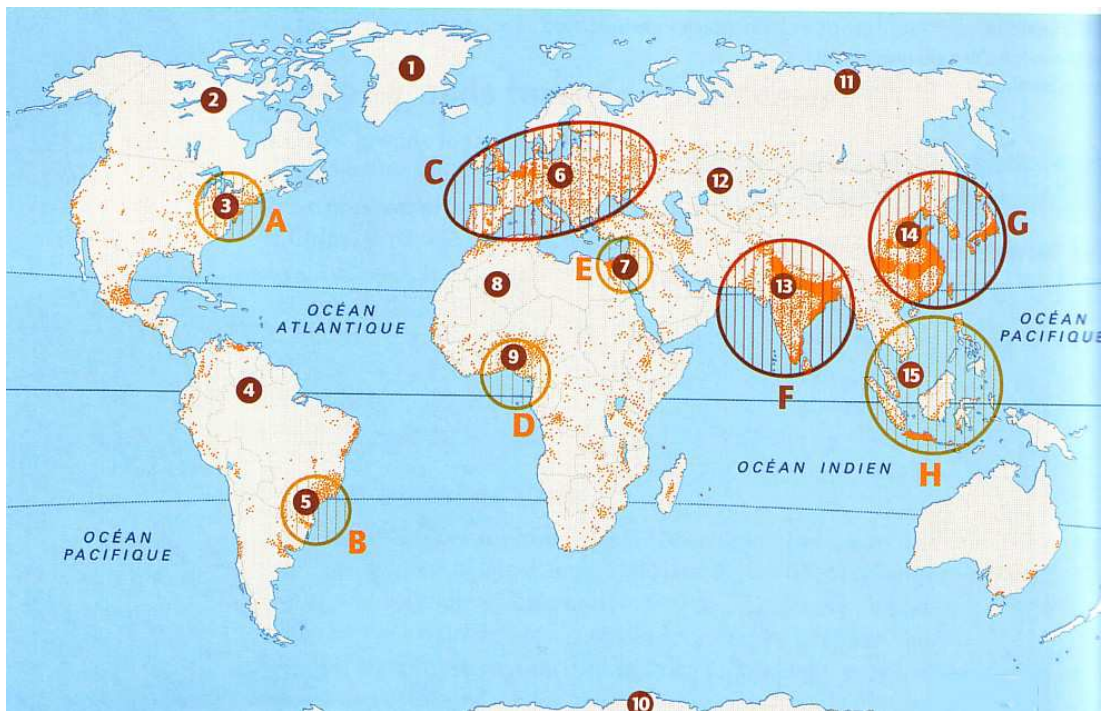 1
11
2
C
6
12
3
A
14
G
E
7
8
13
OCÉAN
ATLANTIQUE
OCÉAN
PACIFIQUE
9
4
15
F
D
H
OCÉAN INDIEN
5
B
OCÉAN
PACIFIQUE
10